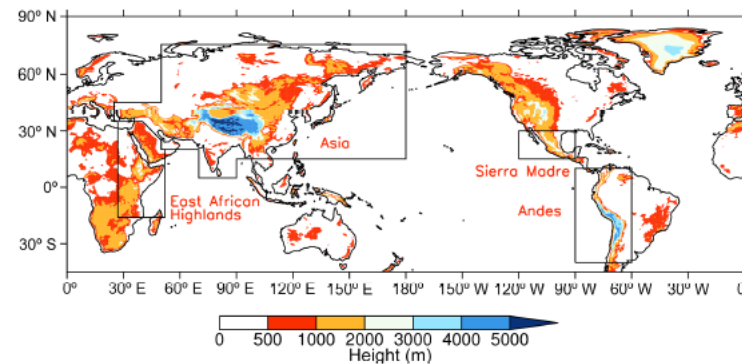 90° N
60° N
30° N
0°
30° S
Asia
East African
Highlands
Sierra Madre
Andes
0° 30° E 60° E 90° E 120° E 150° E 180° 150° W 120° W 90° W 60° W 30° W 0
0 500 1000 2000 3000 4000 5000
Height (m)